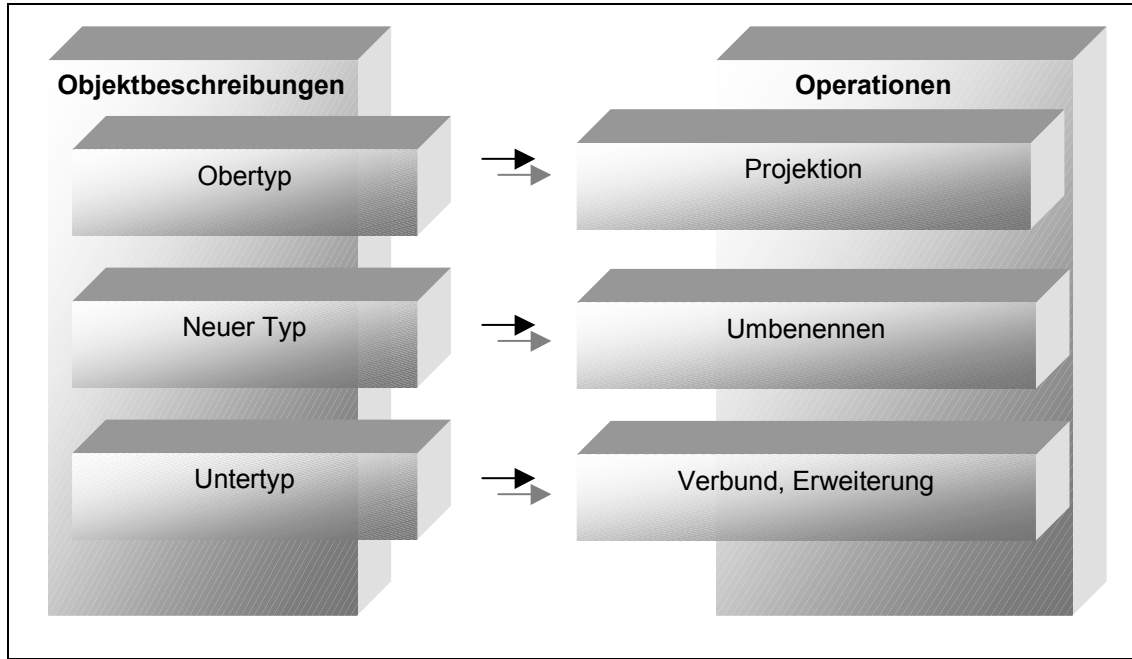 Objektbeschreibungen
Operationen
Obertyp
Projektion
Neuer Typ
Umbenennen
Untertyp
Verbund, Erweiterung